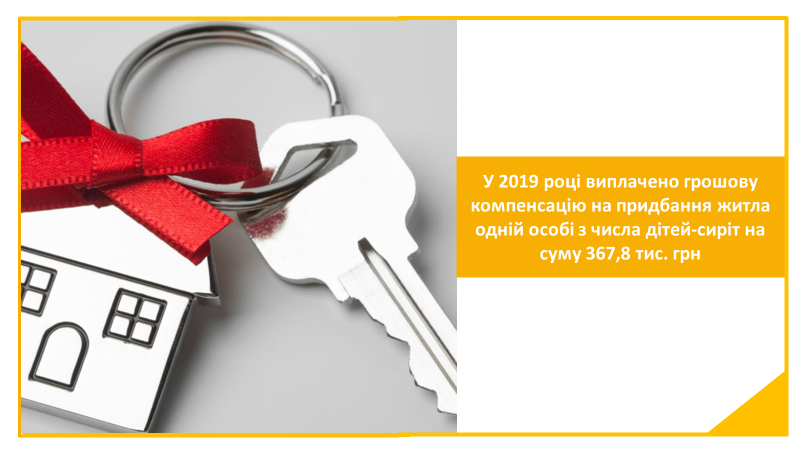 У 2019 році виплачено грошову
компенсацію на придбання житла
одній особі з числа дітей-сиріт на
суму 367,8 тис. грн